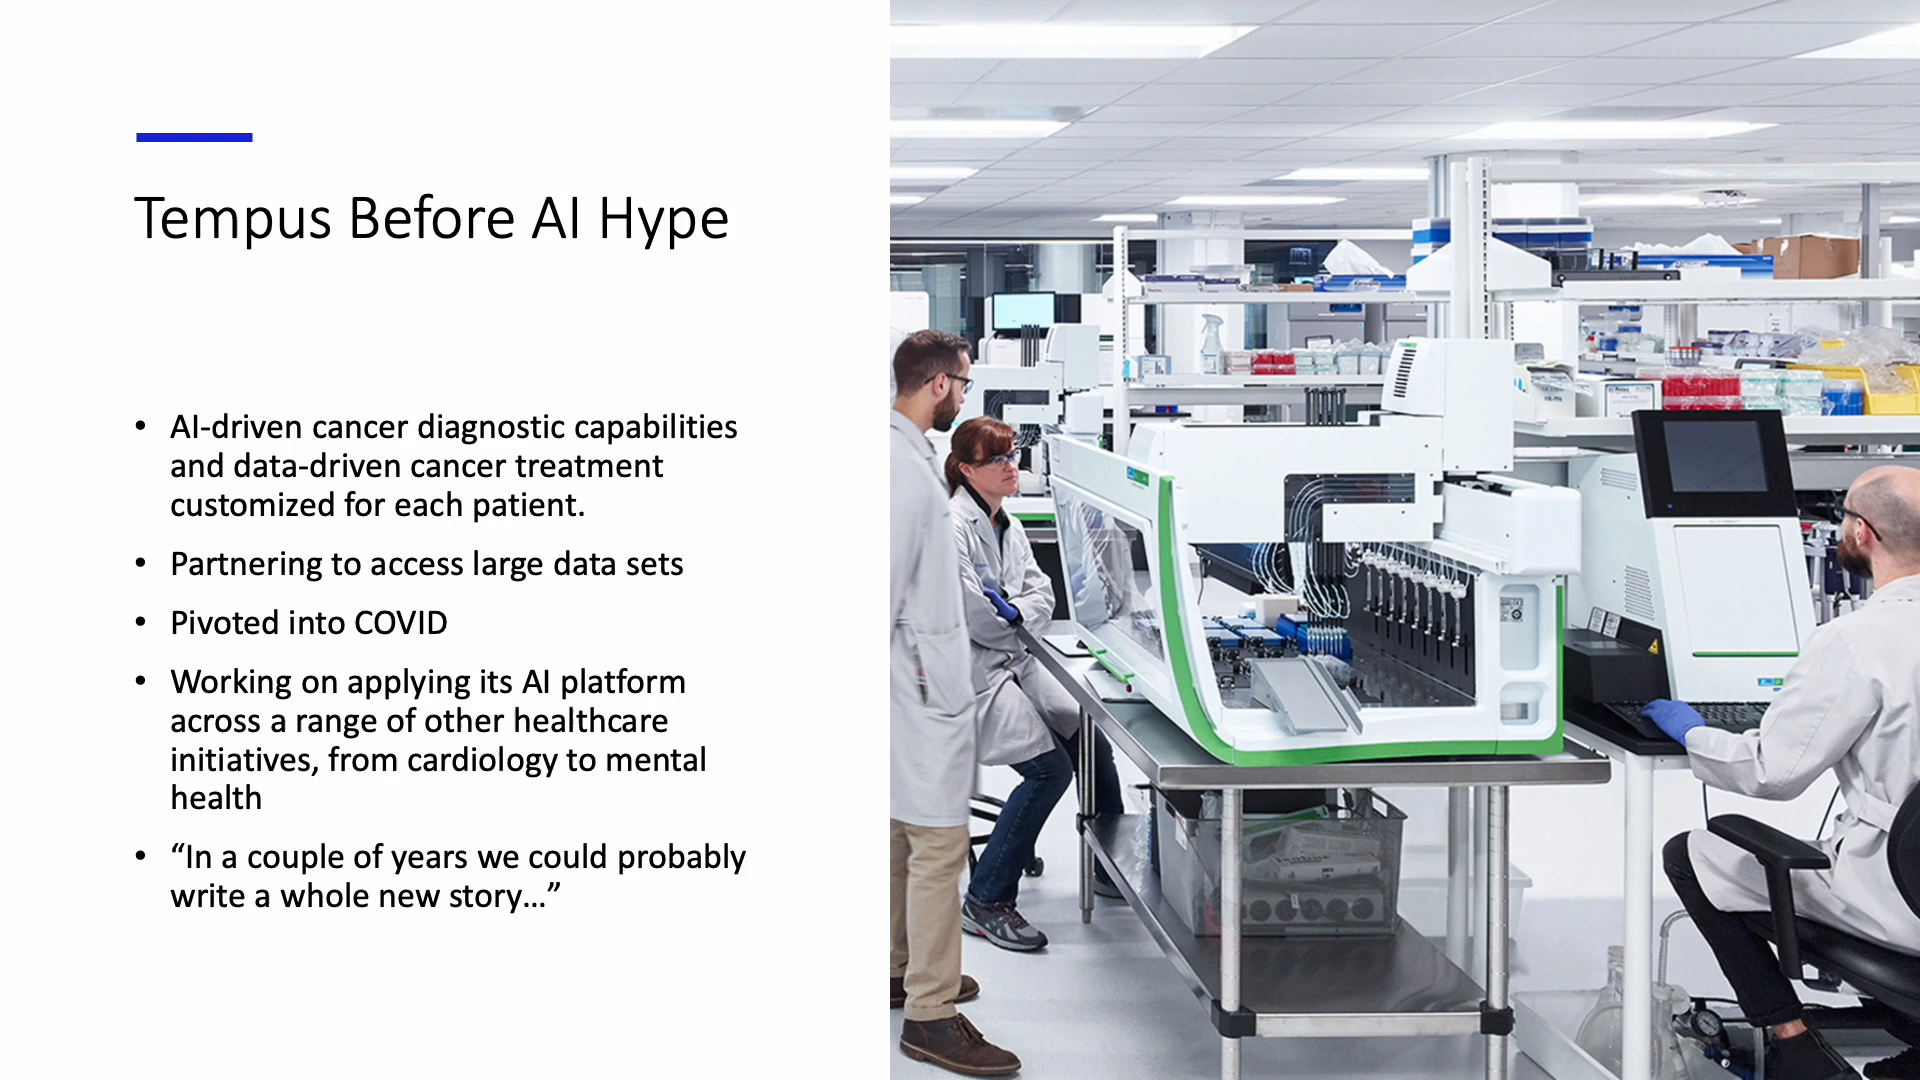 Tempus Before AI Hype
• AI-driven cancer diagnostic capabilities
and data-driven cancer treatment
customized for each patient.
• Partnering to access large data sets
• Pivoted into COVID
• Working on applying its AI platform
across a range of other healthcare
initiatives, from cardiology to mental
health
• “In a couple of years we could probably
write a whole new story…”